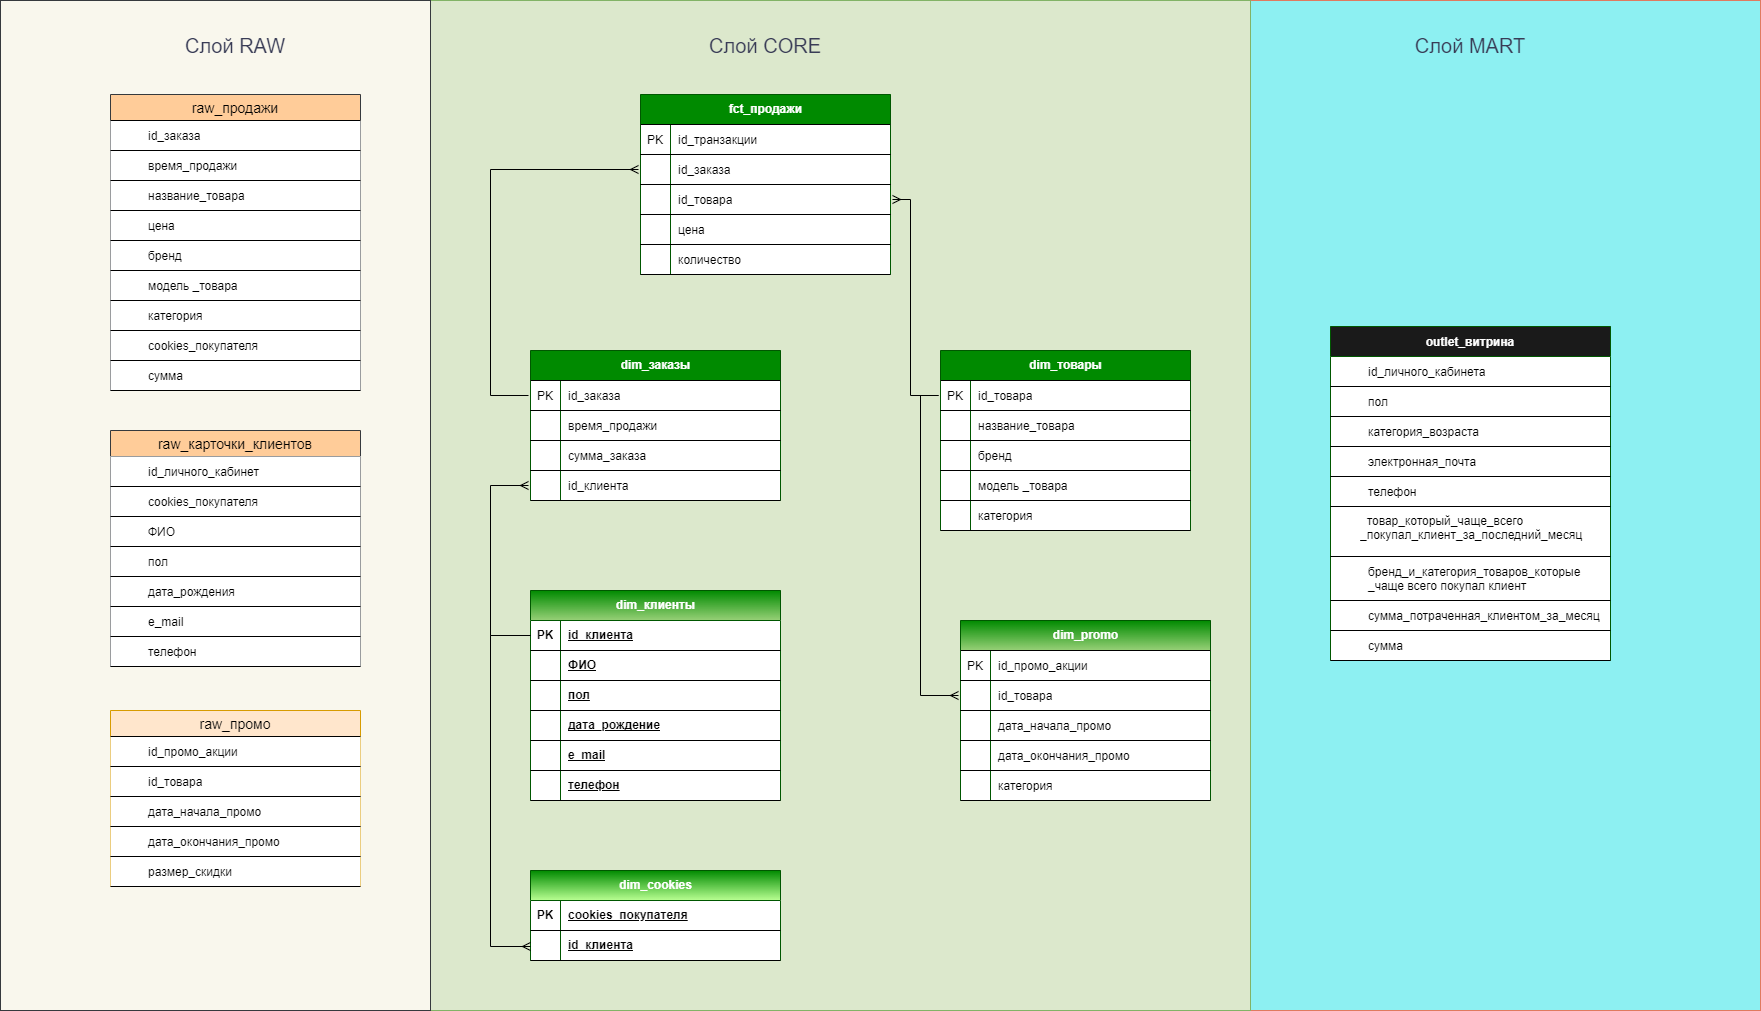 Слой RAW
raw_продажи
id_заказа
время_продажи
название_товара
цена
бренд
модель _товара
категория
cookies_покупателя
сумма
raw_карточки_клиентов
id_личного_кабинет
cookies_покупателя
ФИО
пол
дата_рождения
e_mail
телефон
raw_промо
id_промо_акции
id_товара
дата_начала_промо
дата_окончания_промо
размер_скидки
Слой CORE
fct_продажи
PK id_транзакции
id_заказа
id_товара
цена
количество
dim_заказы
PK id_заказа
время_продажи
сумма_заказа
id_клиента
dim_товары
PK id_товара
название_товара
бренд
модель _товара
категория
dim_клиенты
PK id_клиента
ФИО
пол
дата_рождение
e_mail
телефон
dim_promo
PK id_промо_акции
id_товара
дата_начала_промо
дата_окончания_промо
категория
dim_cookies
PK cookies_покупателя
id_клиента
Слой MART
outlet_витрина
id_личного_кабинета
пол
категория_возраста
электронная_почта
телефон
товар_который_чаще_всего
_покупал_клиент_за_последний_месяц
бренд_и_категория_товаров_которые
_чаще всего покупал клиент
сумма_потраченная_клиентом_за_месяц
сумма